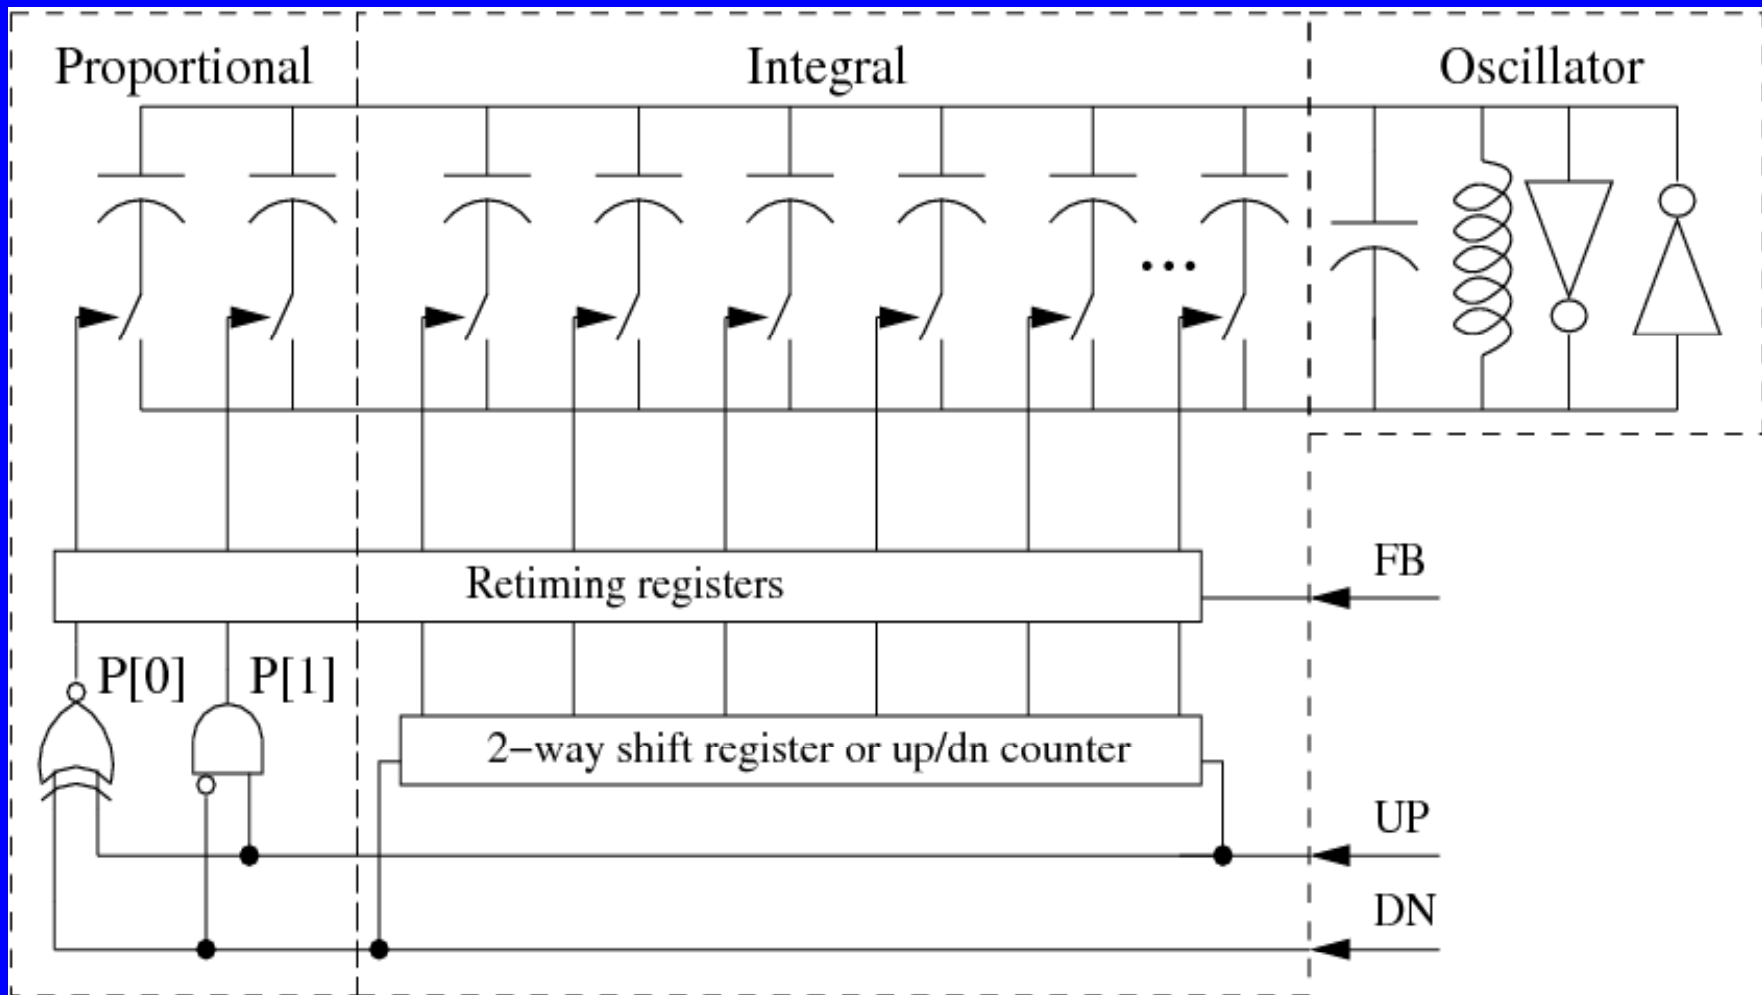 Proportional
Integral
Oscillator
...
FB
Retiming registers
P[0]
P[1]
2−way shift register or up/dn counter
UP
DN